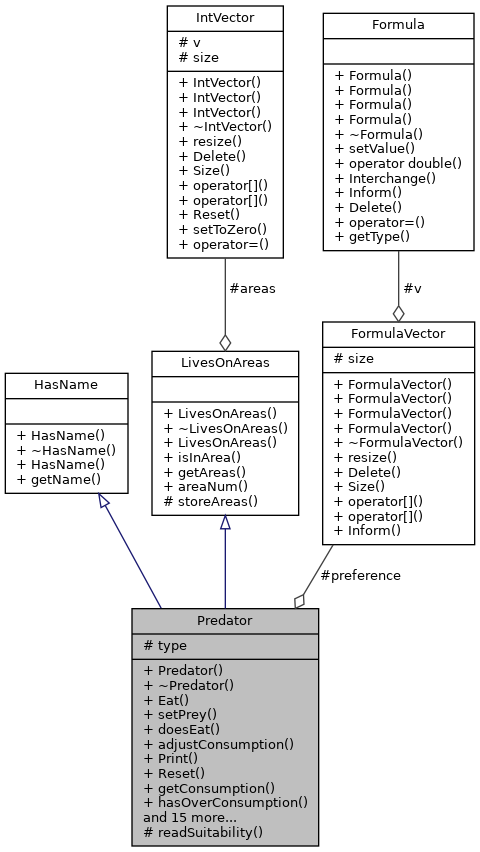 IntVector
# v
# size
+ IntVector()
+ IntVector()
+ IntVector()
+ ~IntVector()
+ resize()
+ Delete()
+ Size()
+ operator[]()
+ operator[]()
+ Reset()
+ setToZero()
+ operator=()
Formula
+ Formula()
+ Formula()
+ Formula()
+ Formula()
+ ~Formula()
+ setValue()
+ operator double()
+ Interchange()
+ Inform()
+ Delete()
+ operator=()
+ getType()
#areas
#v
HasName
+ HasName()
+ ~HasName()
+ HasName()
+ getName()
LivesOnAreas
+ LivesOnAreas()
+ ~LivesOnAreas()
+ LivesOnAreas()
+ isInArea()
+ getAreas()
+ areaNum()
# storeAreas()
FormulaVector
# size
+ FormulaVector()
+ FormulaVector()
+ FormulaVector()
+ FormulaVector()
+ ~FormulaVector()
+ resize()
+ Delete()
+ Size()
+ operator[]()
+ operator[]()
+ Inform()
#preference
Predator
# type
+ Predator()
+ ~Predator()
+ Eat()
+ setPrey()
+ doesEat()
+ adjustConsumption()
+ Print()
+ Reset()
+ getConsumption()
+ hasOverConsumption()
and 15 more...
# readSuitability()